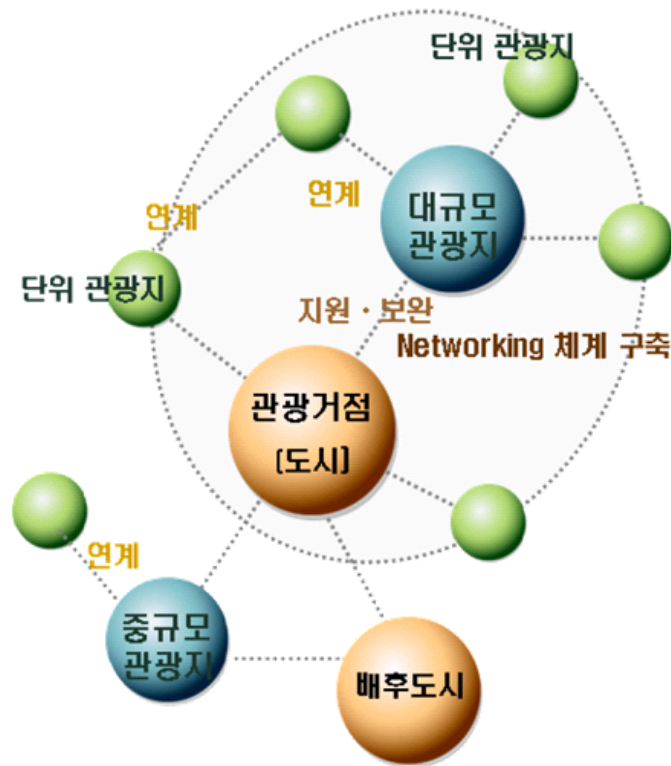 단위 관광지
연계
연계
대규모
관광지
단위 관광지
지원 · 보완
Networking 체계 구축
관광거점
(도시)
연계
중규모
관광지
배후도시